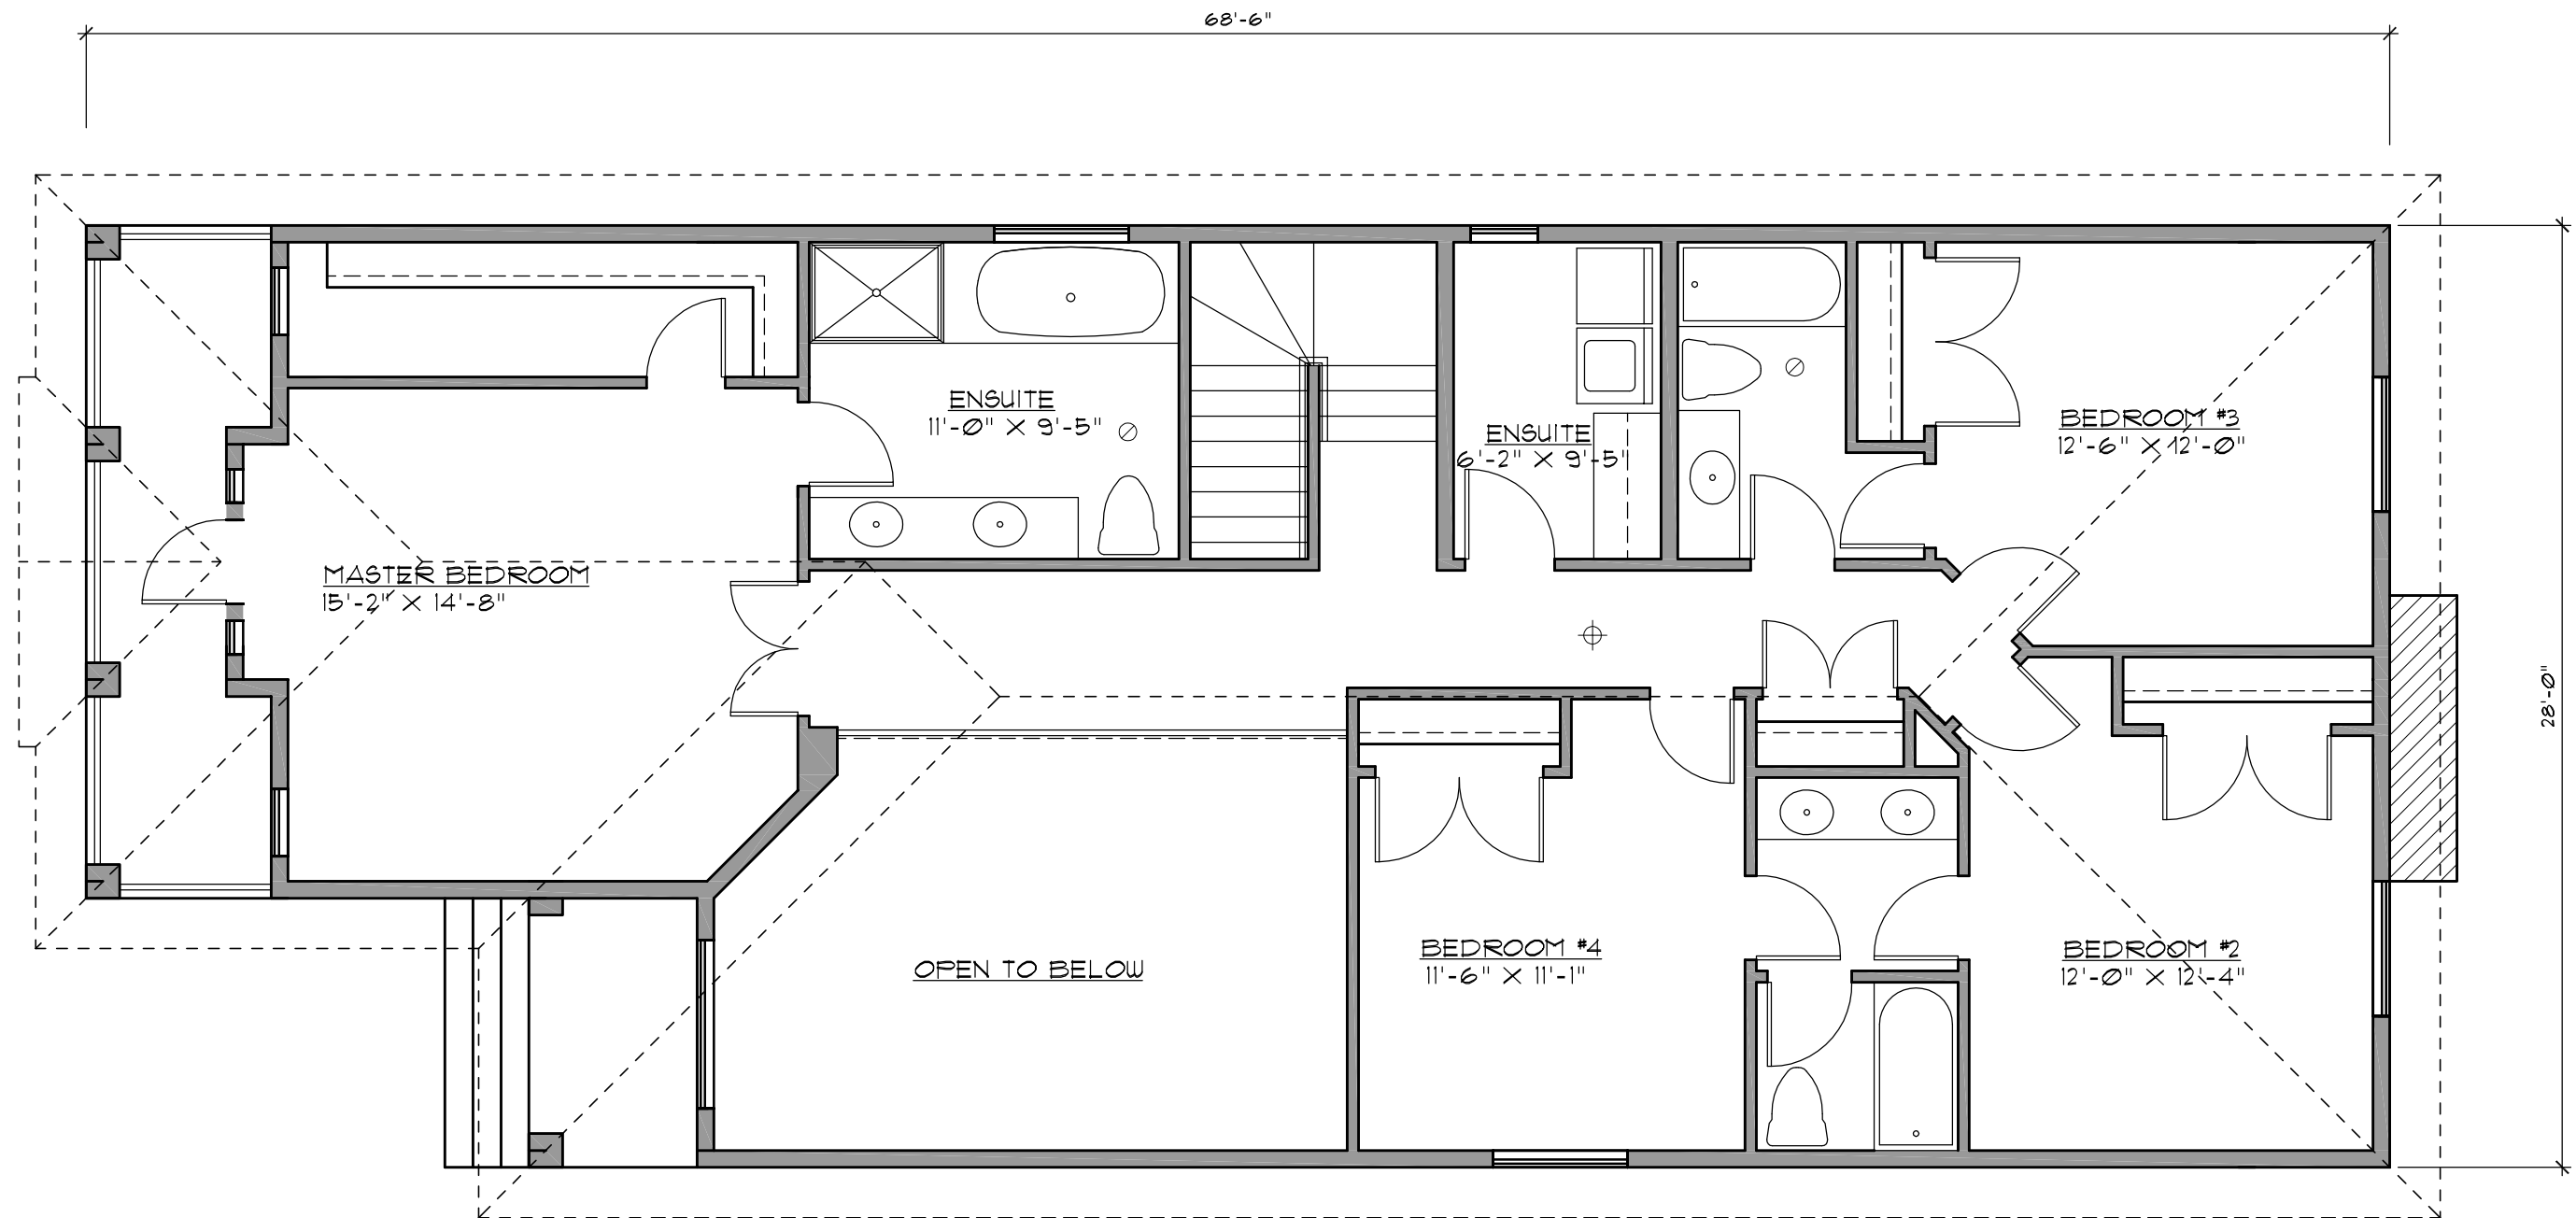 68'-6"
ENSUITE
11'-0" X 9'-5"
ENSUITE
6'-2" X 9'-5"
BEDROOM #3
12'-6" X 12'-0"
MASTER BEDROOM
15'-2" X 14'-8"
28'-0"
OPEN TO BELOW
BEDROOM #4
11'-6" X 11'-1"
BEDROOM #2
12'-0" X 12'-4"